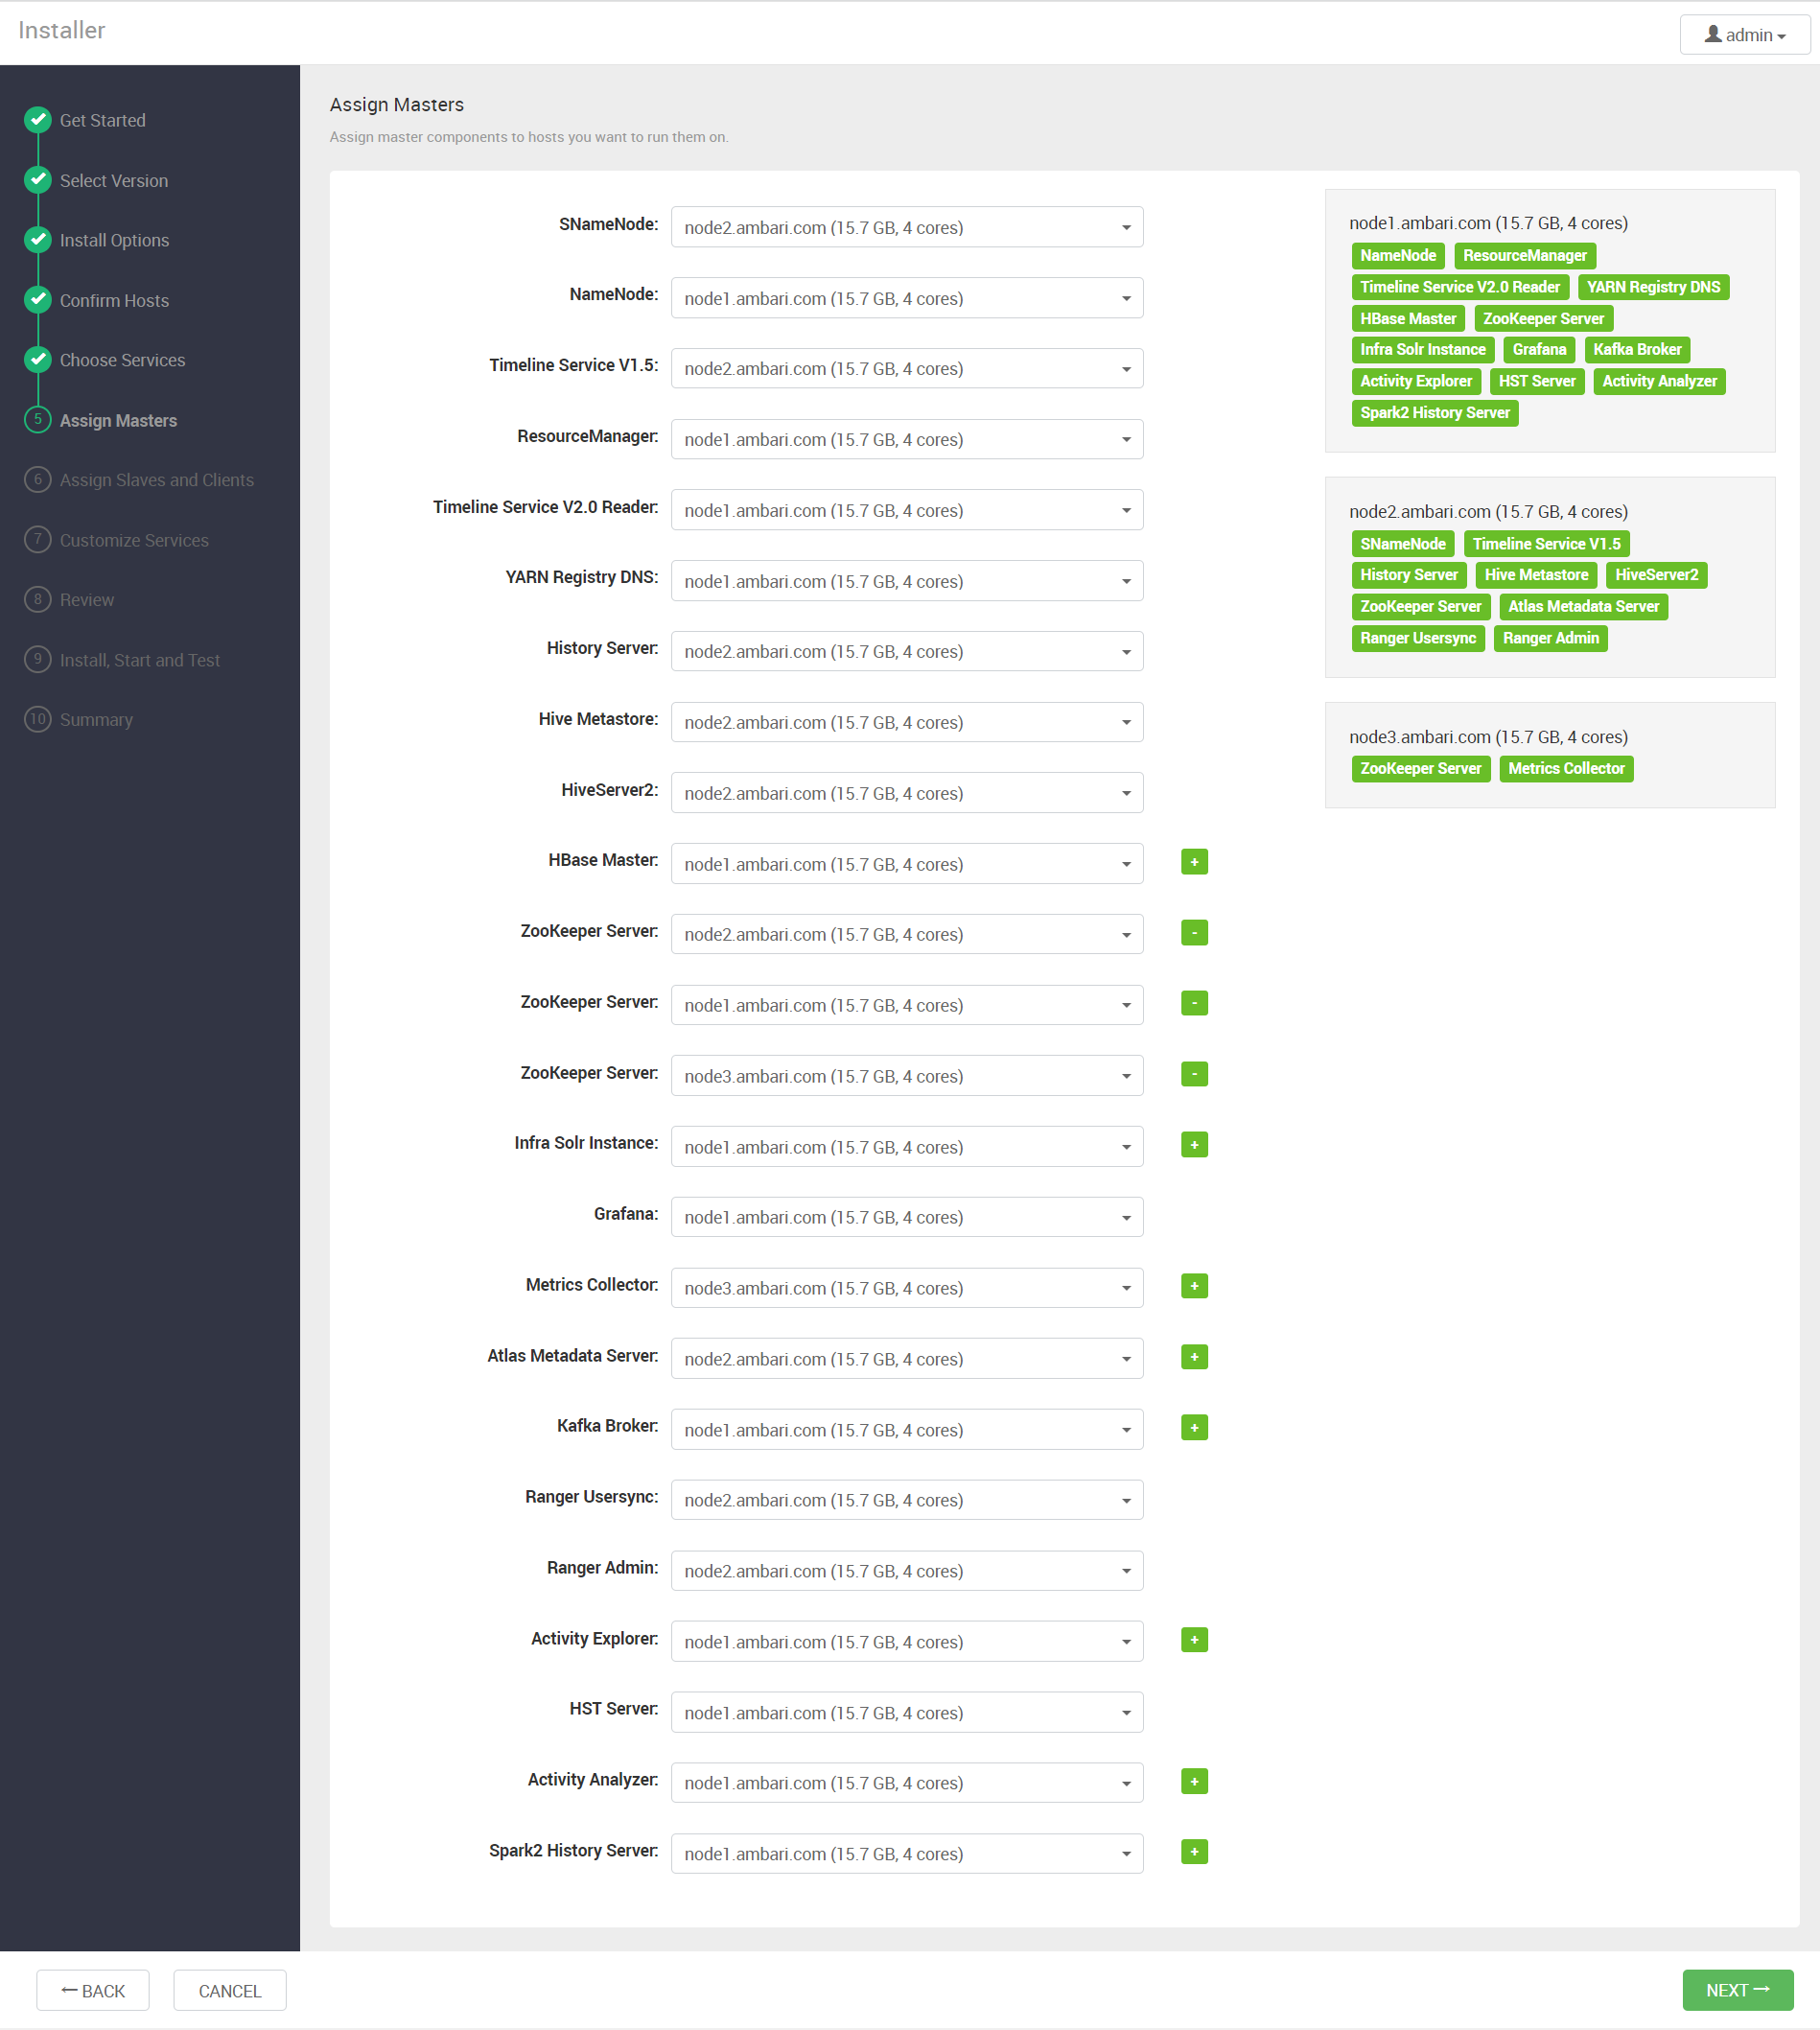 Installer
admin
Get Started
Select Version
Install Options
Confirm Hosts
Choose Services
5 Assign Masters
6 Assign Slaves and Clients
7 Customize Services
8 Review
9 Install, Start and Test
10 Summary
Assign Masters
Assign master components to hosts you want to run them on.
SNameNode: node2.ambari.com (15.7 GB, 4 cores)
NameNode: node1.ambari.com (15.7 GB, 4 cores)
Timeline Service V1.5: node2.ambari.com (15.7 GB, 4 cores)
ResourceManager: node1.ambari.com (15.7 GB, 4 cores)
Timeline Service V2.0 Reader: node1.ambari.com (15.7 GB, 4 cores)
YARN Registry DNS: node1.ambari.com (15.7 GB, 4 cores)
History Server: node2.ambari.com (15.7 GB, 4 cores)
Hive Metastore: node2.ambari.com (15.7 GB, 4 cores)
HiveServer2: node2.ambari.com (15.7 GB, 4 cores)
HBase Master: node1.ambari.com (15.7 GB, 4 cores) +
ZooKeeper Server: node2.ambari.com (15.7 GB, 4 cores) -
ZooKeeper Server: node1.ambari.com (15.7 GB, 4 cores) -
ZooKeeper Server: node3.ambari.com (15.7 GB, 4 cores) -
Infra Solr Instance: node1.ambari.com (15.7 GB, 4 cores) +
Grafana: node1.ambari.com (15.7 GB, 4 cores)
Metrics Collector: node3.ambari.com (15.7 GB, 4 cores) +
Atlas Metadata Server: node2.ambari.com (15.7 GB, 4 cores) +
Kafka Broker: node1.ambari.com (15.7 GB, 4 cores) +
Ranger Usersync: node2.ambari.com (15.7 GB, 4 cores)
Ranger Admin: node2.ambari.com (15.7 GB, 4 cores)
Activity Explorer: node1.ambari.com (15.7 GB, 4 cores) +
HST Server: node1.ambari.com (15.7 GB, 4 cores)
Activity Analyzer: node1.ambari.com (15.7 GB, 4 cores) +
Spark2 History Server: node1.ambari.com (15.7 GB, 4 cores) +
node1.ambari.com (15.7 GB, 4 cores)
NameNode ResourceManager
Timeline Service V2.0 Reader YARN Registry DNS
HBase Master ZooKeeper Server
Infra Solr Instance Grafana Kafka Broker
Activity Explorer HST Server Activity Analyzer
Spark2 History Server
node2.ambari.com (15.7 GB, 4 cores)
SNameNode Timeline Service V1.5
History Server Hive Metastore HiveServer2
ZooKeeper Server Atlas Metadata Server
Ranger Usersync Ranger Admin
node3.ambari.com (15.7 GB, 4 cores)
ZooKeeper Server Metrics Collector
← BACK CANCEL NEXT →